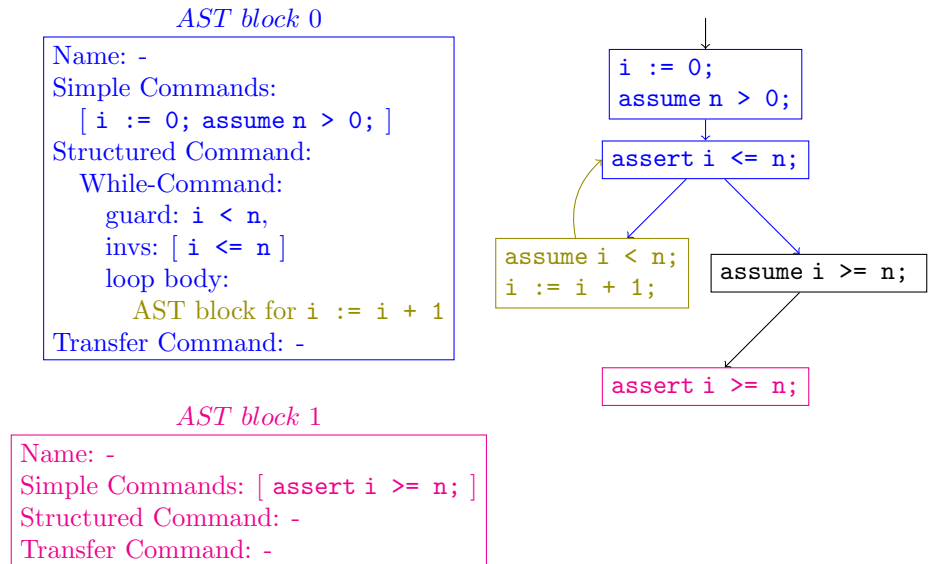 AST block 0
Name: -
Simple Commands:
[ i := 0; assume n > 0; ]
Structured Command:
While-Command:
guard: i < n,
invs: [ i <= n ]
loop body:
AST block for i := i + 1
Transfer Command: -
AST block 1
Name: -
Simple Commands: [ assert i >= n; ]
Structured Command: -
Transfer Command: -
i := 0;
assume n > 0;
assert i <= n;
assume i < n;
i := i + 1;
assume i >= n;
assert i >= n;